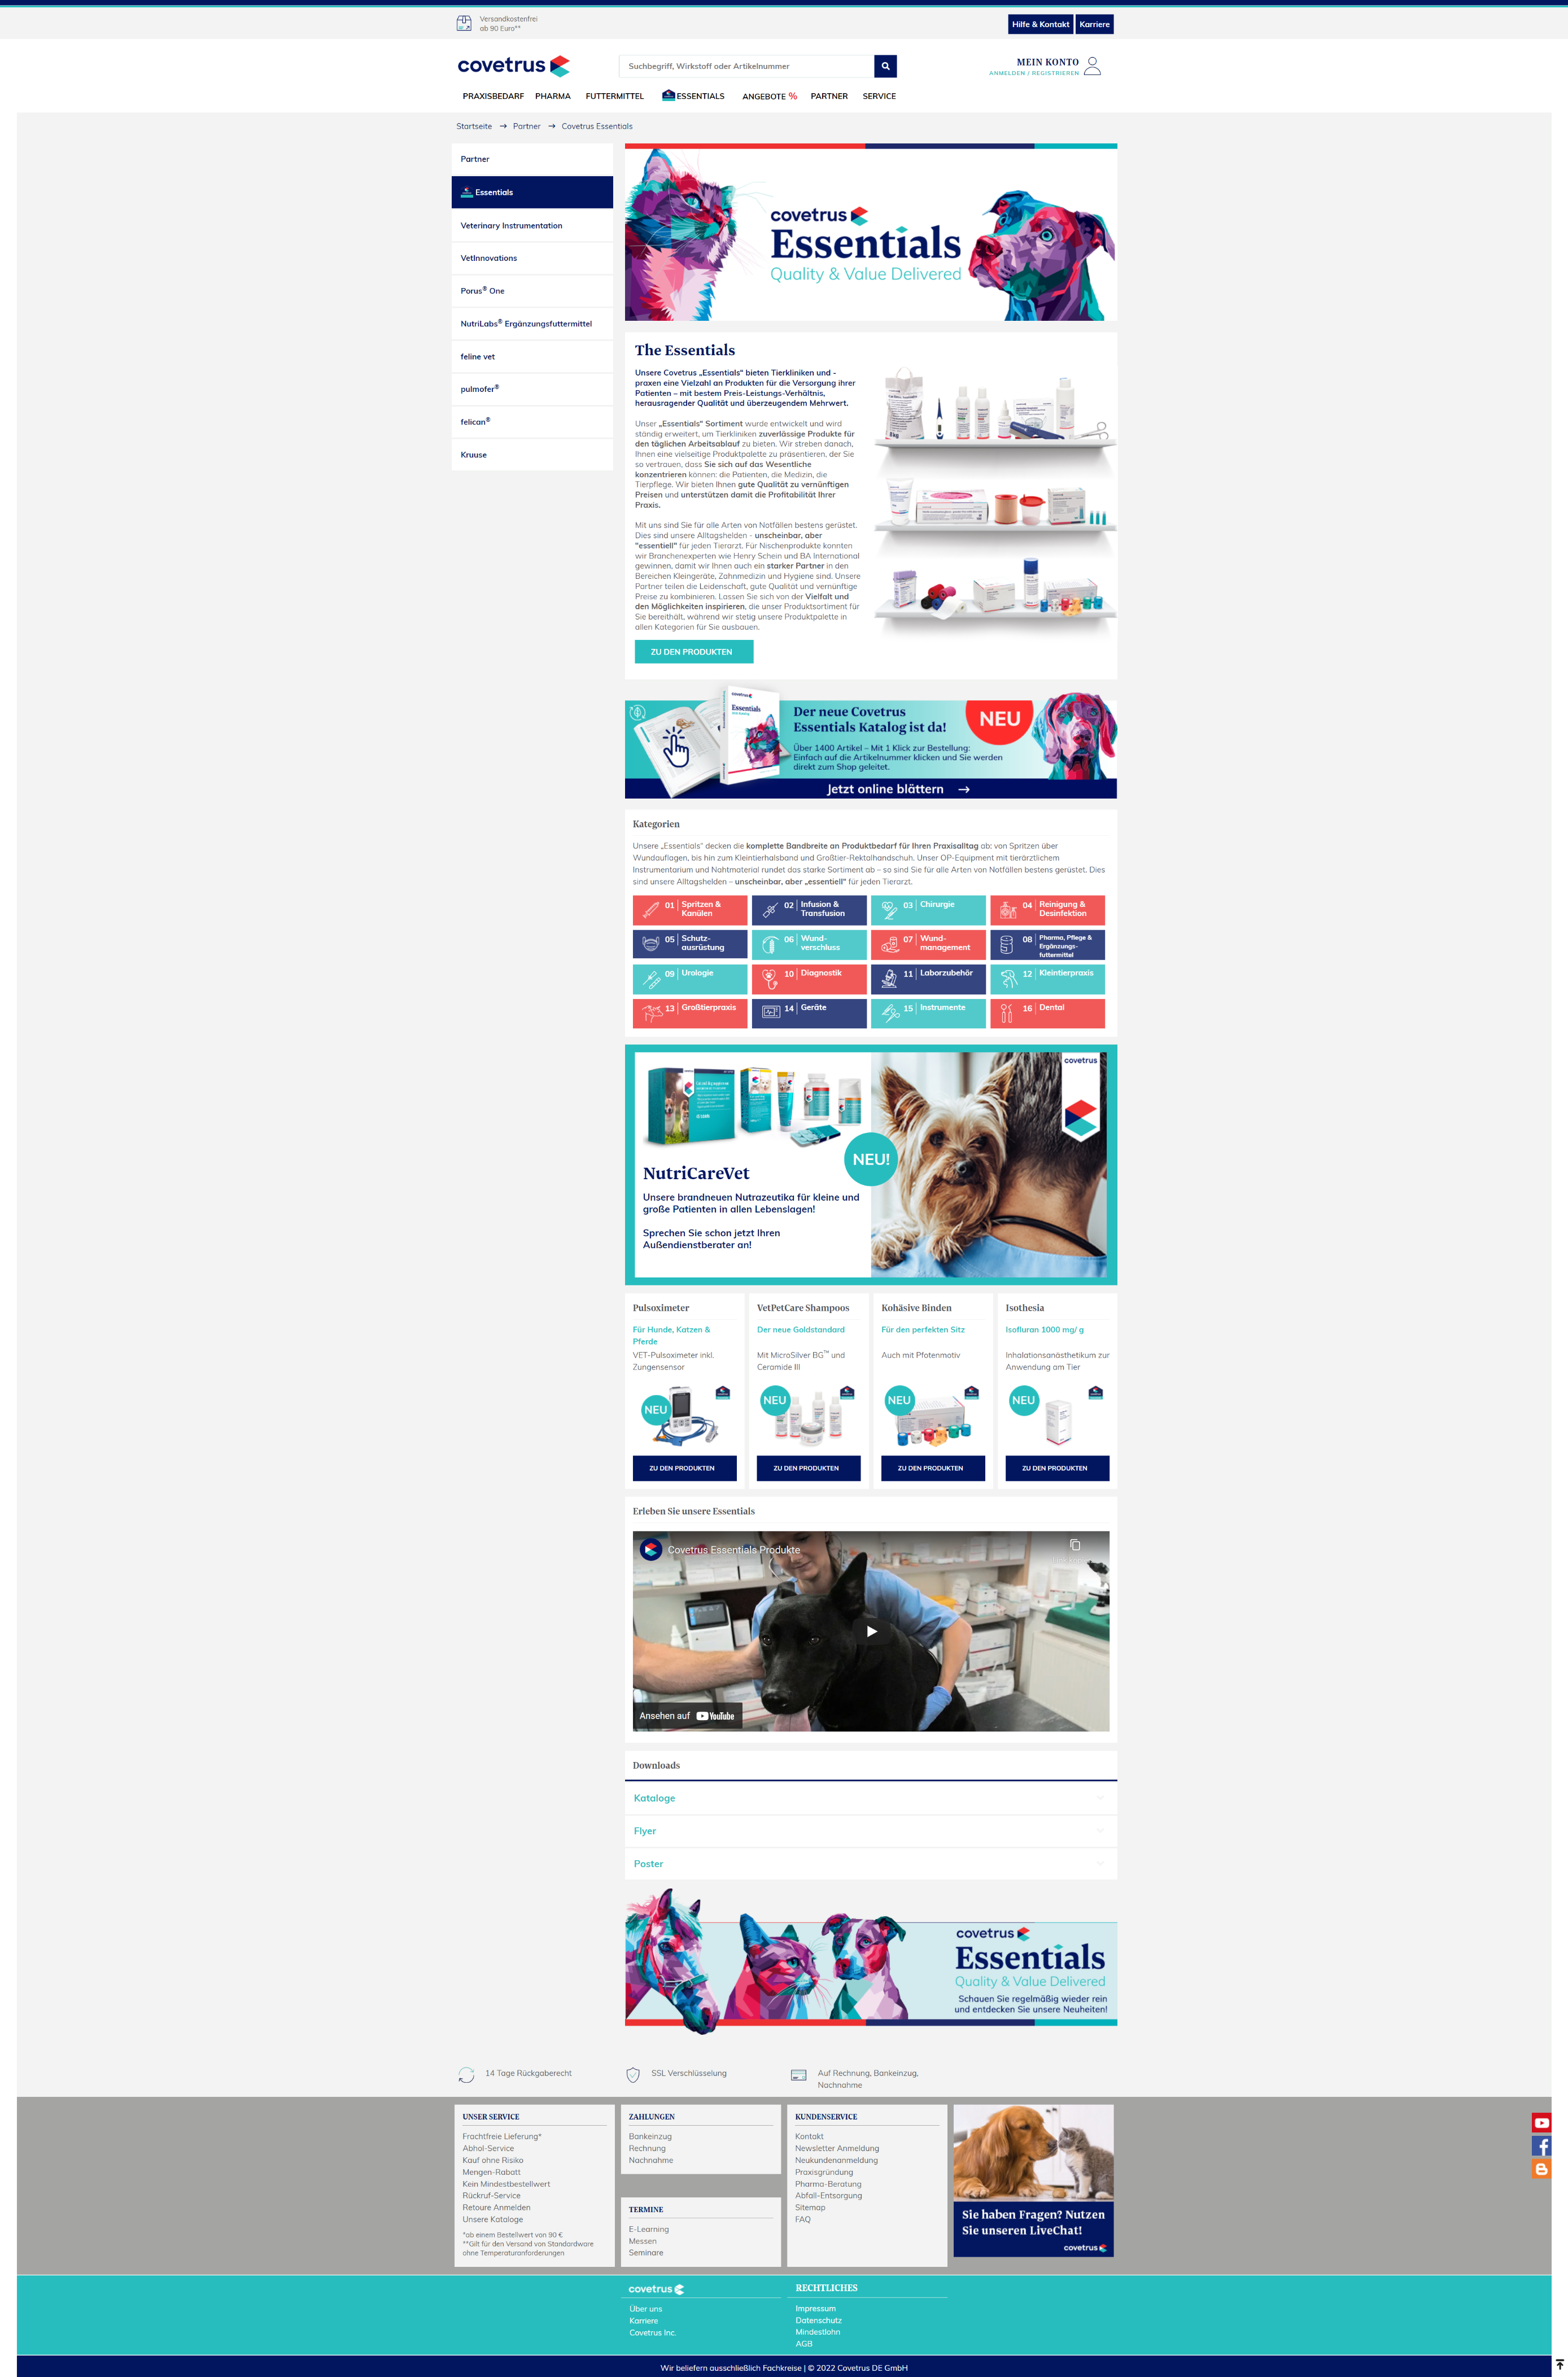 Versandkostenfrei
ab 90 Euro**
Hilfe & Kontakt
Karriere
covetrus
Suchbegriff, Wirkstoff oder Artikelnummer
MEIN KONTO
ANMELDEN / REGISTRIEREN
PRAXISBEDARF PHARMA FUTTERMITTEL ESSENTIALS ANGEBOTE % PARTNER SERVICE
Startseite → Partner → Covetrus Essentials
Partner
Essentials
Veterinary Instrumentation
VetInnovations
Porus® One
NutriLabs® Ergänzungsfuttermittel
feline vet
pulmofer®
felican®
Kruuse
covetrus
Essentials
Quality & Value Delivered
The Essentials
Unsere Covetrus „Essentials“ bieten Tierkliniken und -
praxen eine Vielzahl an Produkten für die Versorgung ihrer
Patienten – mit bestem Preis-Leistungs-Verhältnis,
herausragender Qualität und überzeugendem Mehrwert.
Unser „Essentials“ Sortiment wurde entwickelt und wird
ständig erweitert, um Tierkliniken zuverlässige Produkte für
den täglichen Arbeitsablauf zu bieten. Wir streben danach,
Ihnen eine vielseitige Produktpalette zu präsentieren, der Sie
so vertrauen, dass Sie sich auf das Wesentliche
konzentrieren können: die Patienten, die Medizin, die
Tierpflege. Wir bieten Ihnen gute Qualität zu vernünftigen
Preisen und unterstützen damit die Profitabilität Ihrer
Praxis.
Mit uns sind Sie für alle Arten von Notfällen bestens gerüstet.
Dies sind unsere Alltagshelden - unscheinbar, aber
"essentiell" für jeden Tierarzt. Für Nischenprodukte konnten
wir Branchenexperten wie Henry Schein und BA International
gewinnen, damit wir Ihnen auch ein starker Partner in den
Bereichen Kleingeräte, Zahnmedizin und Hygiene sind. Unsere
Partner teilen die Leidenschaft, gute Qualität und vernünftige
Preise zu kombinieren. Lassen Sie sich von der Vielfalt und
den Möglichkeiten inspirieren, die unser Produktsortiment für
Sie bereithält, während wir stetig unsere Produktpalette in
allen Kategorien für Sie ausbauen.
ZU DEN PRODUKTEN
covetrus
Essentials
Der neue Covetrus
Essentials Katalog ist da!
NEU
Über 1400 Artikel – Mit 1 Klick zur Bestellung:
Einfach auf die Artikelnummer klicken und Sie werden
direkt zum Shop geleitet.
Jetzt online blättern →
Kategorien
Unsere „Essentials“ decken die komplette Bandbreite an Produktbedarf für Ihren Praxisalltag ab: von Spritzen über
Wundauflagen, bis hin zum Kleintierhalsband und Großtier-Rektalhandschuh. Unser OP-Equipment mit tierärztlichem
Instrumentarium und Nahtmaterial rundet das starke Sortiment ab – so sind Sie für alle Arten von Notfällen bestens gerüstet. Dies
sind unsere Alltagshelden – unscheinbar, aber „essentiell“ für jeden Tierarzt.
01 Spritzen &
Kanülen
02 Infusion &
Transfusion
03 Chirurgie
04 Reinigung &
Desinfektion
05 Schutz-
ausrüstung
06 Wund-
verschluss
07 Wund-
management
08 Pharma, Pflege &
Ergänzungs-
futtermittel
09 Urologie
10 Diagnostik
11 Laborzubehör
12 Kleintierpraxis
13 Großtierpraxis
14 Geräte
15 Instrumente
16 Dental
covetrus
NEU!
NutriCareVet
Unsere brandneuen Nutrazeutika für kleine und
große Patienten in allen Lebenslagen!
Sprechen Sie schon jetzt Ihren
Außendienstberater an!
Pulsoximeter
Für Hunde, Katzen &
Pferde
VET-Pulsoximeter inkl.
Zungensensor
NEU
ZU DEN PRODUKTEN
VetPetCare Shampoos
Der neue Goldstandard
Mit MicroSilver BG™ und
Ceramide III
NEU
ZU DEN PRODUKTEN
Kohäsive Binden
Für den perfekten Sitz
Auch mit Pfotenmotiv
NEU
ZU DEN PRODUKTEN
Isothesia
Isofluran 1000 mg/ g
Inhalationsanästhetikum zur
Anwendung am Tier
NEU
ZU DEN PRODUKTEN
Erleben Sie unsere Essentials
Covetrus Essentials Produkte
Ansehen auf YouTube
Downloads
Kataloge
Flyer
Poster
covetrus
Essentials
Quality & Value Delivered
Schauen Sie regelmäßig wieder rein
und entdecken Sie unsere Neuheiten!
14 Tage Rückgaberecht
SSL Verschlüsselung
Auf Rechnung, Bankeinzug,
Nachnahme
UNSER SERVICE
Frachtfreie Lieferung*
Abhol-Service
Kauf ohne Risiko
Mengen-Rabatt
Kein Mindestbestellwert
Rückruf-Service
Retoure Anmelden
Unsere Kataloge
*ab einem Bestellwert von 90 €.
**Gilt für den Versand von Standardware
ohne Temperaturanforderungen
ZAHLUNGEN
Bankeinzug
Rechnung
Nachnahme
TERMINE
E-Learning
Messen
Seminare
KUNDENSERVICE
Kontakt
Newsletter Anmeldung
Neukundenanmeldung
Praxisgründung
Pharma-Beratung
Abfall-Entsorgung
Sitemap
FAQ
Sie haben Fragen? Nutzen
Sie unseren LiveChat!
covetrus
covetrus
Über uns
Karriere
Covetrus Inc.
RECHTLICHES
Impressum
Datenschutz
Mindestlohn
AGB
Wir beliefern ausschließlich Fachkreise | © 2022 Covetrus DE GmbH